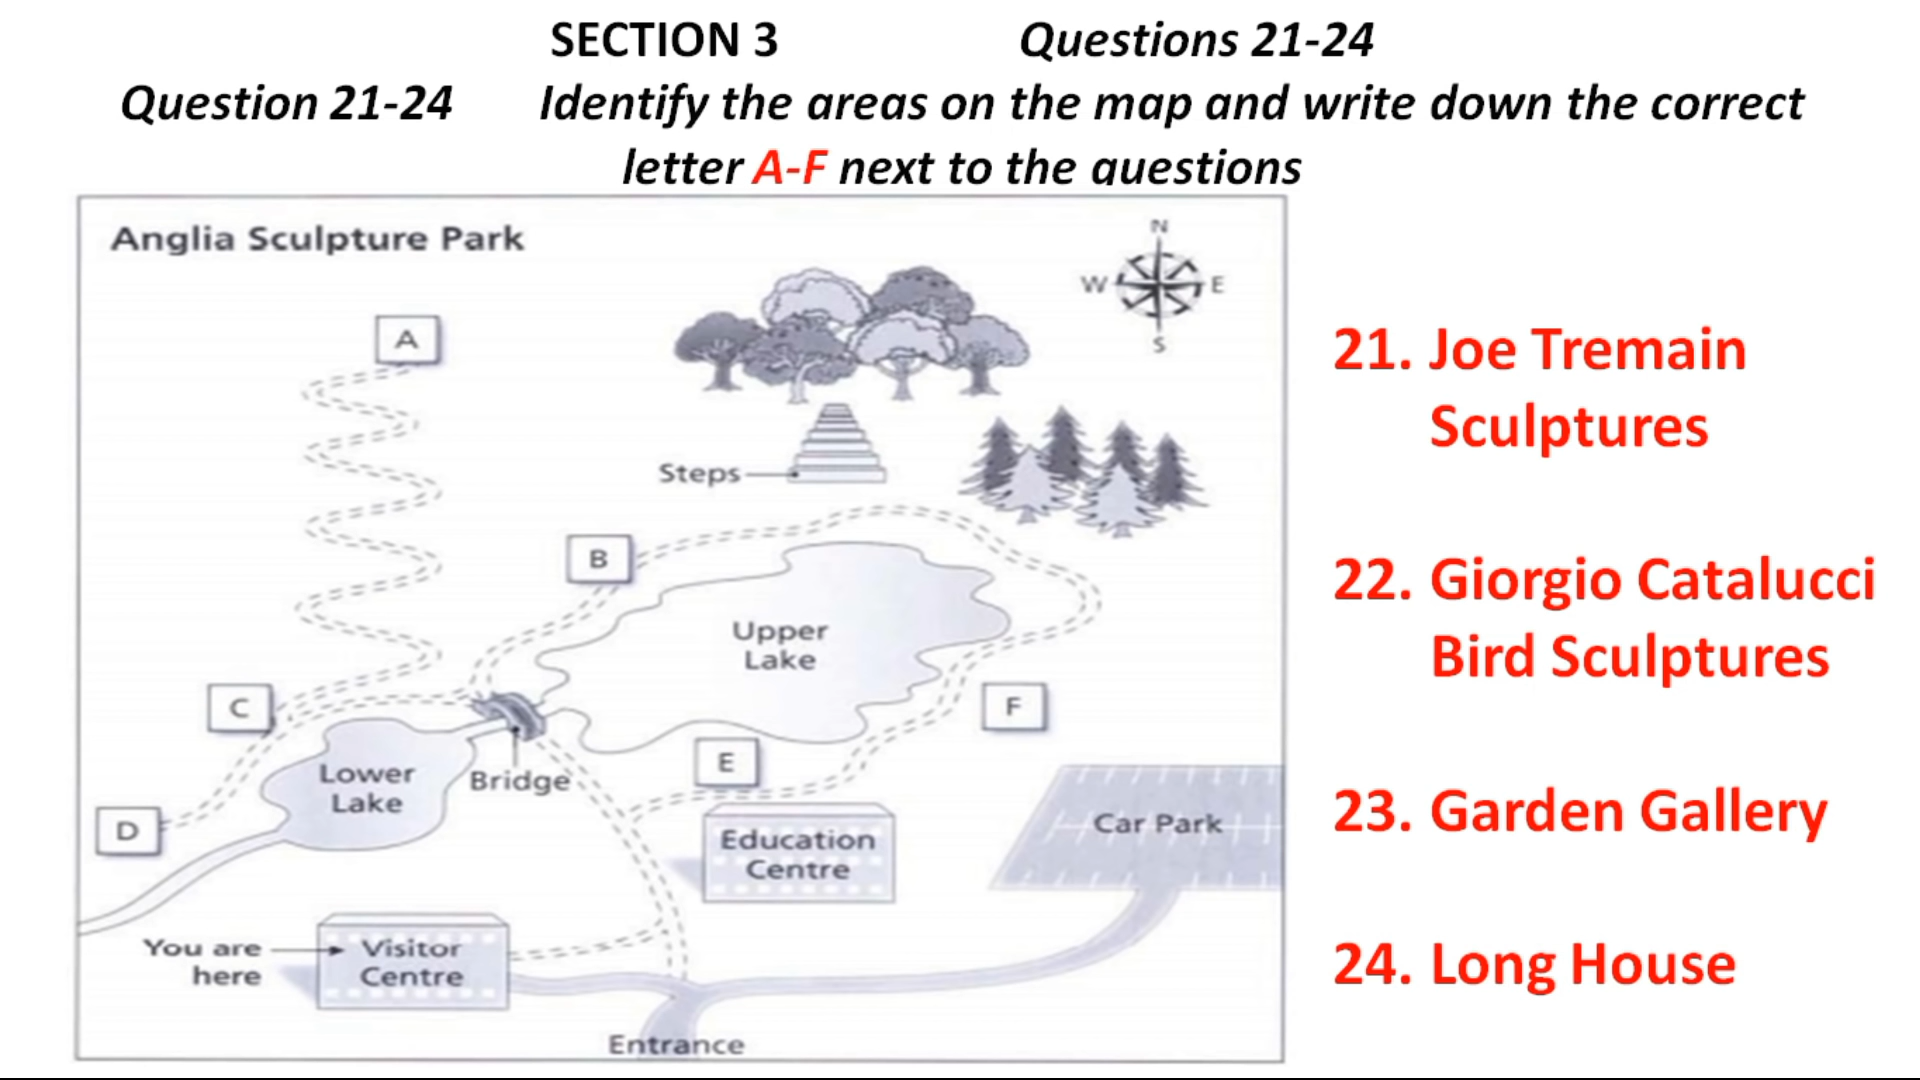 SECTION 3 Questions 21-24
Question 21-24 Identify the areas on the map and write down the correct
letter A-F next to the questions
Anglia Sculpture Park
N
W E
S
A
Steps
B
Upper
Lake
C
F
E
Lower
Lake
Bridge
D
Education
Centre
Car Park
You are
here
Visitor
Centre
Entrance
21. Joe Tremain
Sculptures
22. Giorgio Catalucci
Bird Sculptures
23. Garden Gallery
24. Long House